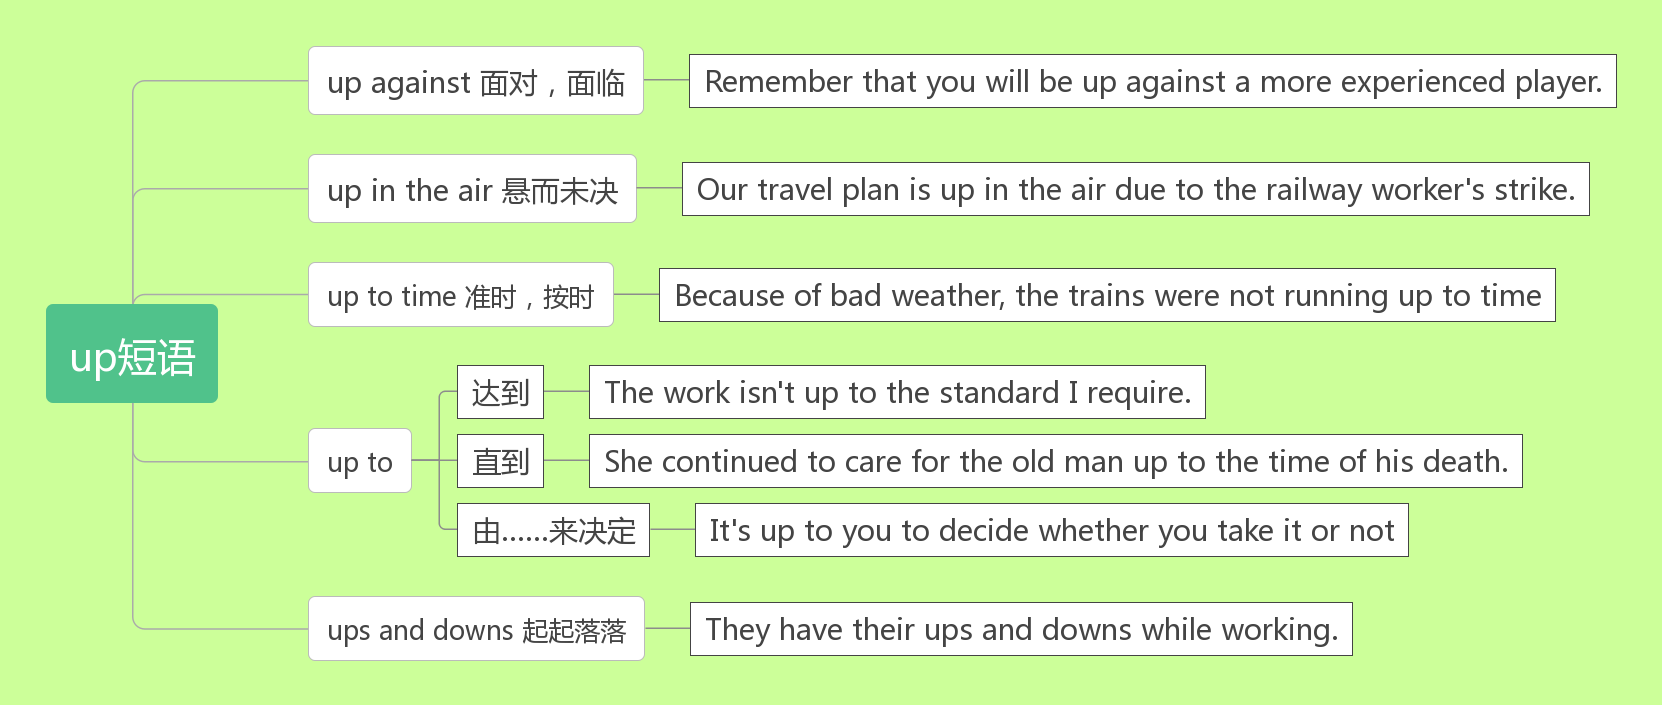 up短语
up against 面对，面临
Remember that you will be up against a more experienced player.
up in the air 悬而未决
Our travel plan is up in the air due to the railway worker's strike.
up to time 准时，按时
Because of bad weather, the trains were not running up to time
up to
达到
The work isn't up to the standard I require.
直到
She continued to care for the old man up to the time of his death.
由......来决定
It's up to you to decide whether you take it or not
ups and downs 起起落落
They have their ups and downs while working.